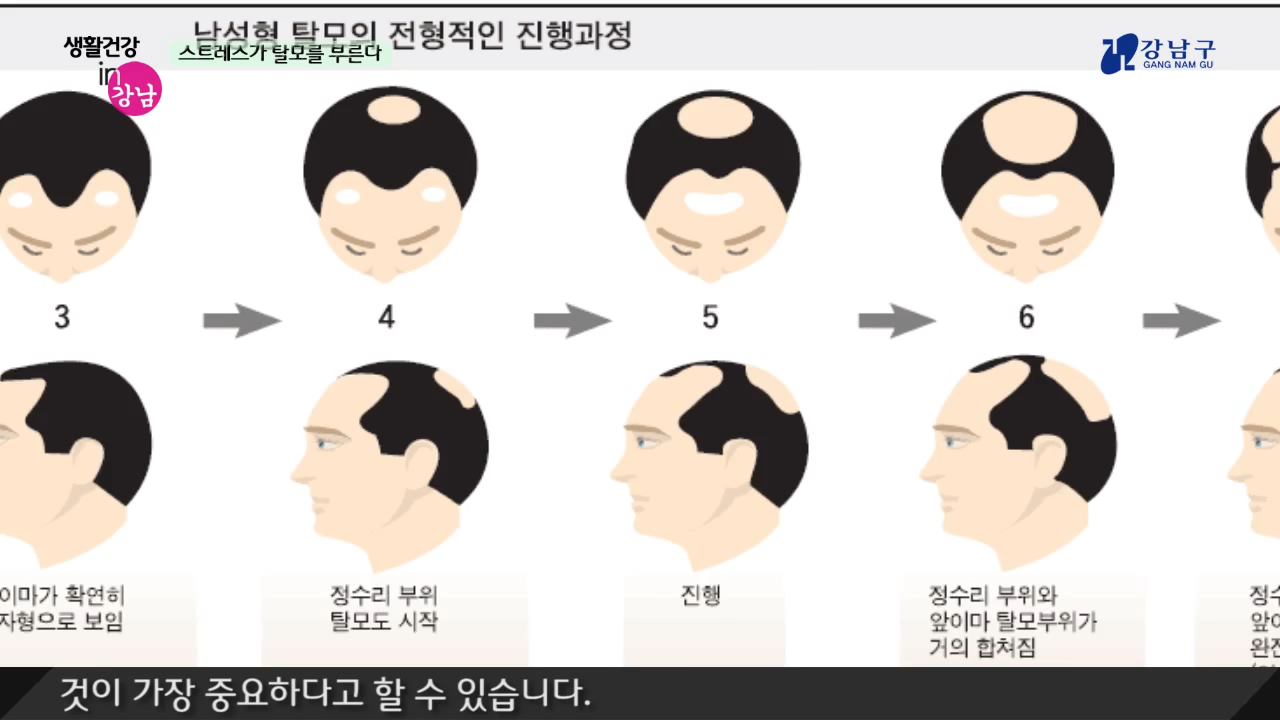 남성형 탈모의 전형적인 진행과정
생활건강
in
강남
스트레스가 탈모를 부른다
강남구
GANG NAM GU
3
4
5
6
이마가 확연히
자형으로 보임
정수리 부위
탈모도 시작
진행
정수리 부위와
앞이마 탈모부위가
거의 합쳐짐
것이 가장 중요하다고 할 수 있습니다.